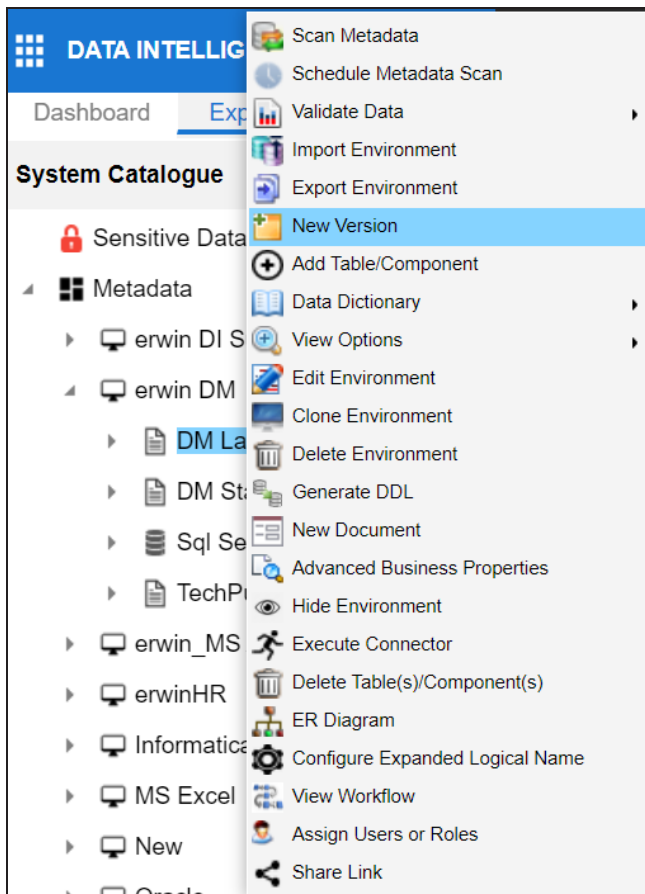 DATA INTELLIG
Dashboard
Exp
System Catalogue
Sensitive Data
Metadata
erwin DI S
erwin DM
DM La
DM Sta
Sql Se
TechPu
erwin_MS
erwinHR
Informatica
MS Excel
New
Oracle
Scan Metadata
Schedule Metadata Scan
Validate Data
Import Environment
Export Environment
New Version
Add Table/Component
Data Dictionary
View Options
Edit Environment
Clone Environment
Delete Environment
Generate DDL
New Document
Advanced Business Properties
Hide Environment
Execute Connector
Delete Table(s)/Component(s)
ER Diagram
Configure Expanded Logical Name
View Workflow
Assign Users or Roles
Share Link